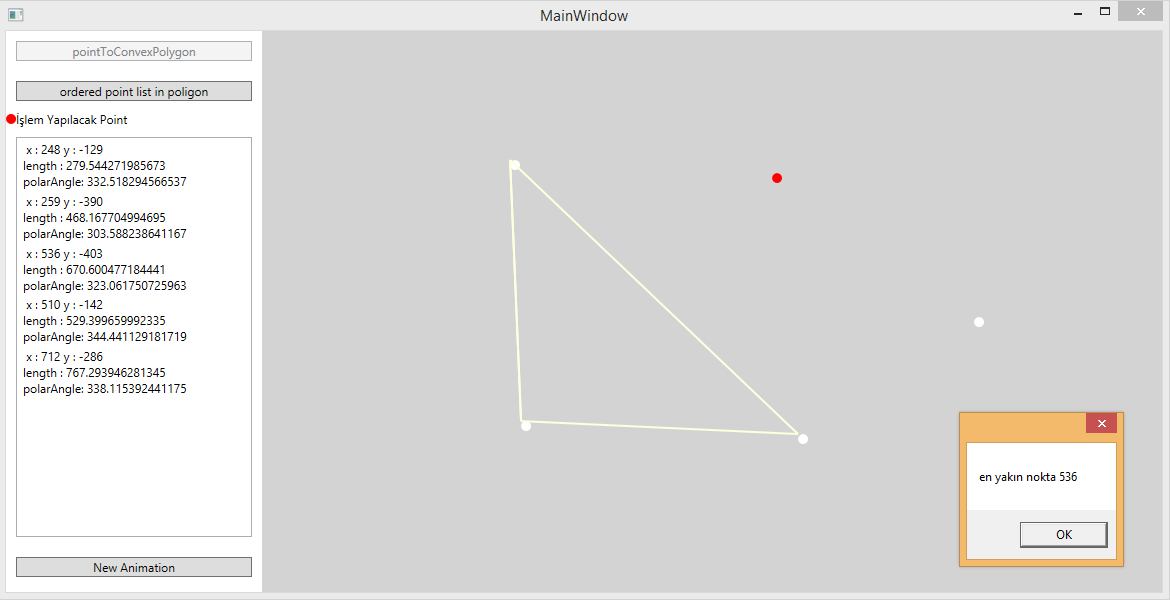 MainWindow
pointToConvexPolygon
ordered point list in poligon
İşlem Yapılacak Point
x : 248 y : -129
length : 279.544271985673
polarAngle: 332.518294566537
x : 259 y : -390
length : 468.167704994695
polarAngle: 303.588238641167
x : 536 y : -403
length : 670.600477184441
polarAngle: 323.061750725963
x : 510 y : -142
length : 529.399659992335
polarAngle: 344.441129181719
x : 712 y : -286
length : 767.293946281345
polarAngle: 338.115392441175
en yakın nokta 536
OK
New Animation